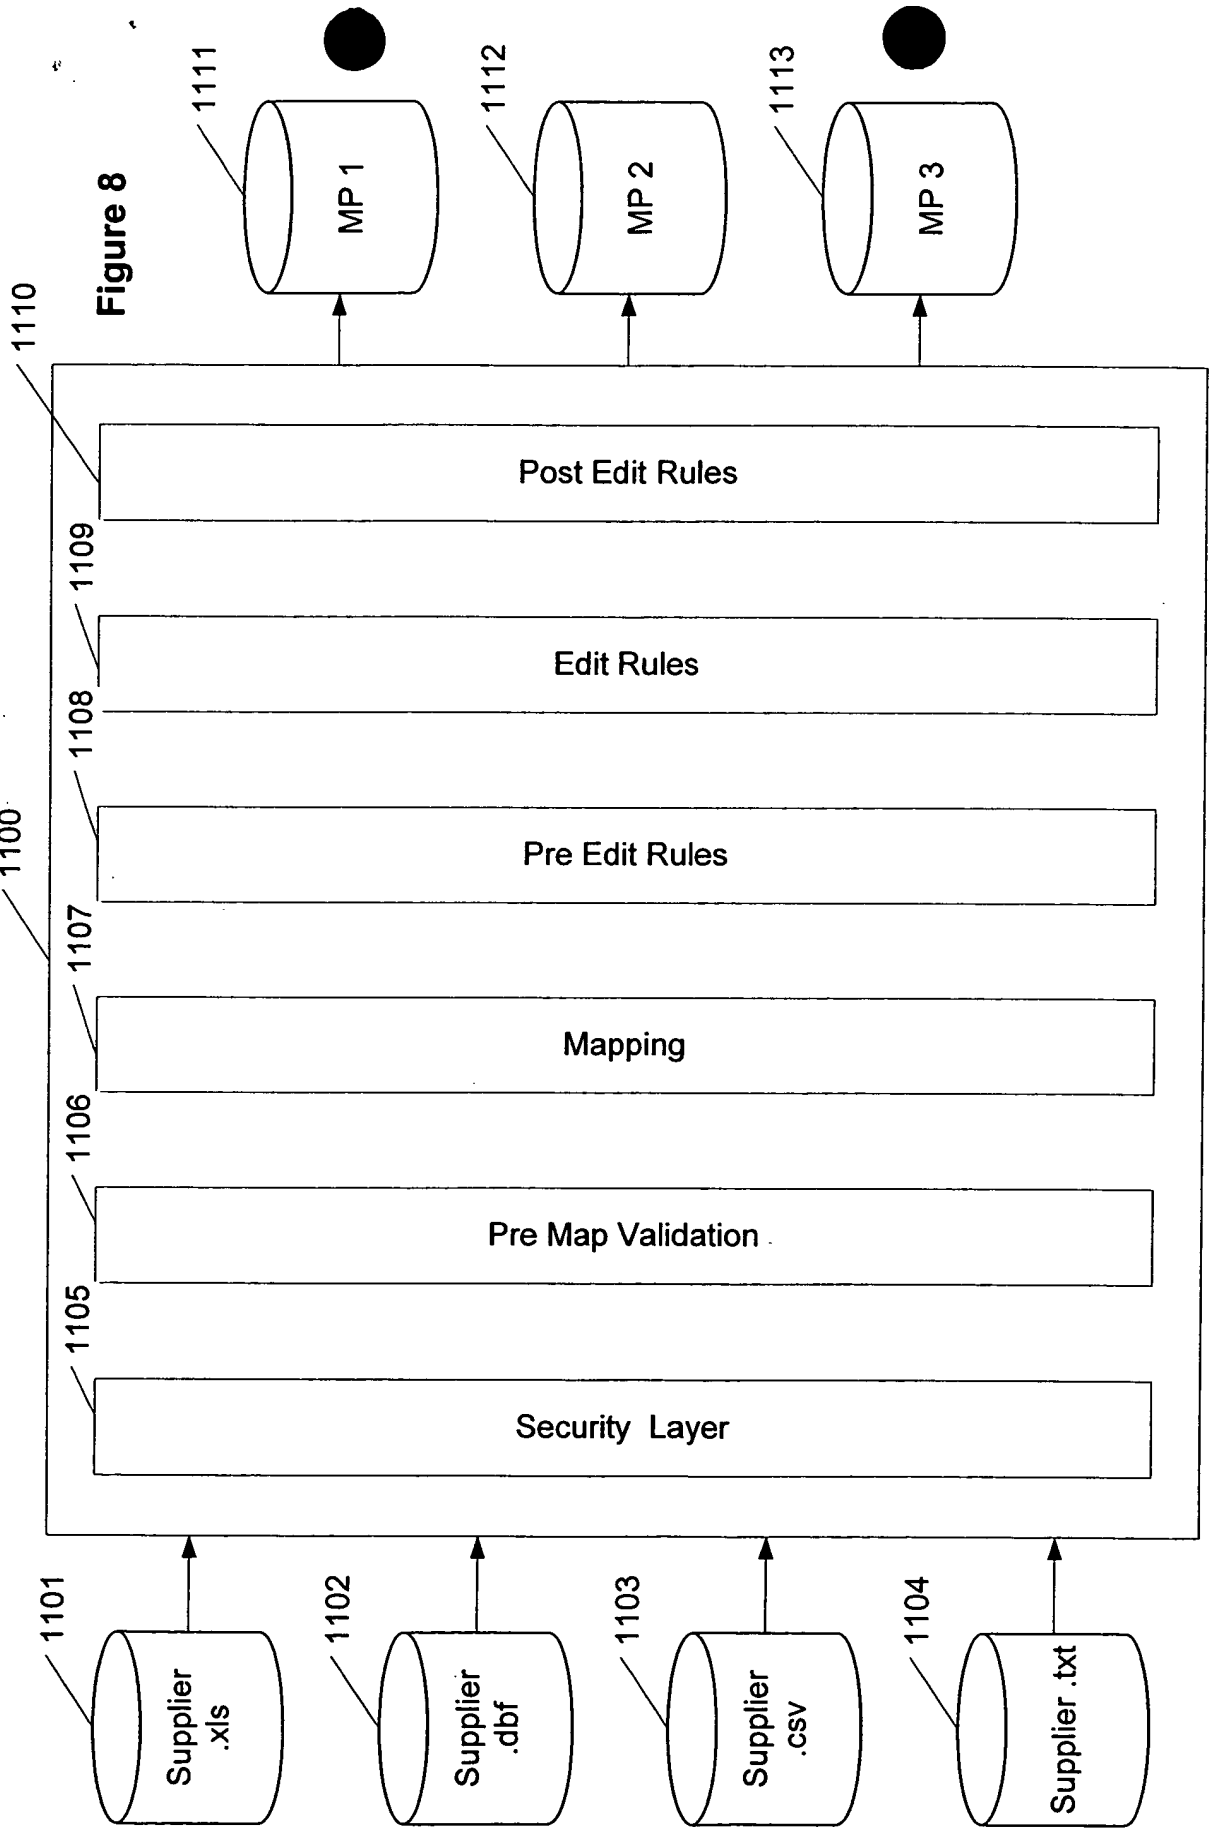 Figure 8
1100
1101
Supplier
.xls
1102
Supplier
.dbf
1103
Supplier
.csv
1104
Supplier .txt
1105
Security Layer
1106
Pre Map Validation
1107
Mapping
1108
Pre Edit Rules
1109
Edit Rules
1110
Post Edit Rules
1111
MP 1
1112
MP 2
1113
MP 3